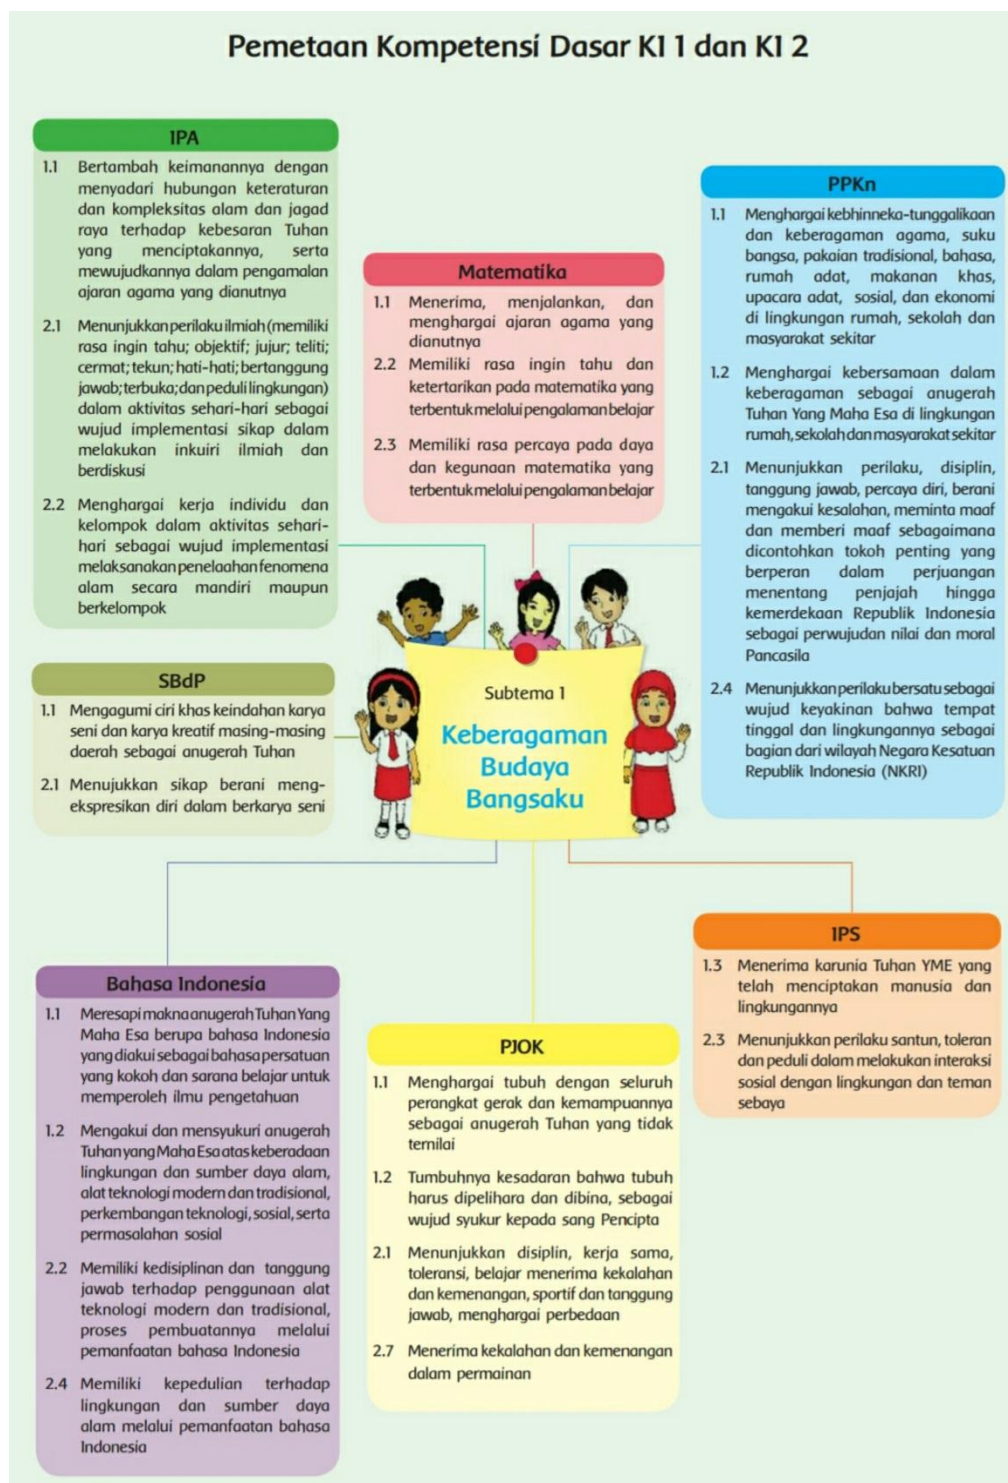 Pemetaan Kompetensi Dasar KI 1 dan KI 2
IPA
1.1 Bertambah keimanannya dengan
menyadari hubungan keteraturan
dan kompleksitas alam dan jagad
raya terhadap kebesaran Tuhan
yang menciptakannya, serta
mewujudkannya dalam pengamalan
ajaran agama yang dianutnya
2.1 Menunjukkan perilaku ilmiah (memiliki
rasa ingin tahu; objektif; jujur; teliti;
cermat; tekun; hati-hati; bertanggung
jawab; terbuka; dan peduli lingkungan)
dalam aktivitas sehari-hari sebagai
wujud implementasi sikap dalam
melakukan inkuiri ilmiah dan
berdiskusi
2.2 Menghargai kerja individu dan
kelompok dalam aktivitas sehari-
hari sebagai wujud implementasi
melaksanakan penelaahan fenomena
alam secara mandiri maupun
berkelompok
Matematika
1.1 Menerima, menjalankan, dan
menghargai ajaran agama yang
dianutnya
2.2 Memiliki rasa ingin tahu dan
ketertarikan pada matematika yang
terbentuk melalui pengalaman belajar
2.3 Memiliki rasa percaya pada daya
dan kegunaan matematika yang
terbentuk melalui pengalaman belajar
PPKn
1.1 Menghargai kebhinneka-tunggalikaan
dan keberagaman agama, suku
bangsa, pakaian tradisional, bahasa,
rumah adat, makanan khas,
upacara adat, sosial, dan ekonomi
di lingkungan rumah, sekolah dan
masyarakat sekitar
1.2 Menghargai kebersamaan dalam
keberagaman sebagai anugerah
Tuhan Yang Maha Esa di lingkungan
rumah, sekolah dan masyarakat sekitar
2.1 Menunjukkan perilaku, disiplin,
tanggung jawab, percaya diri, berani
mengakui kesalahan, meminta maaf
dan memberi maaf sebagaimana
dicontohkan tokoh penting yang
berperan dalam perjuangan
menentang penjajah hingga
kemerdekaan Republik Indonesia
sebagai perwujudan nilai dan moral
Pancasila
2.4 Menunjukkan perilaku bersatu sebagai
wujud keyakinan bahwa tempat
tinggal dan lingkungannya sebagai
bagian dari wilayah Negara Kesatuan
Republik Indonesia (NKRI)
SBdP
1.1 Mengagumi ciri khas keindahan karya
seni dan karya kreatif masing-masing
daerah sebagai anugerah Tuhan
2.1 Menujukkan sikap berani meng-
ekspresikan diri dalam berkarya seni
Subtema 1
Keberagaman
Budaya
Bangsaku
Bahasa Indonesia
1.1 Meresapi makna anugerah Tuhan Yang
Maha Esa berupa bahasa Indonesia
yang diakui sebagai bahasa persatuan
yang kokoh dan sarana belajar untuk
memperoleh ilmu pengetahuan
1.2 Mengakui dan mensyukuri anugerah
Tuhan yang Maha Esa atas keberadaan
lingkungan dan sumber daya alam,
alat teknologi modern dan tradisional,
perkembangan teknologi, sosial, serta
permasalahan sosial
2.2 Memiliki kedisiplinan dan tanggung
jawab terhadap penggunaan alat
teknologi modern dan tradisional,
proses pembuatannya melalui
pemanfaatan bahasa Indonesia
2.4 Memiliki kepedulian terhadap
lingkungan dan sumber daya
alam melalui pemanfaatan bahasa
Indonesia
PJOK
1.1 Menghargai tubuh dengan seluruh
perangkat gerak dan kemampuannya
sebagai anugerah Tuhan yang tidak
ternilai
1.2 Tumbuhnya kesadaran bahwa tubuh
harus dipelihara dan dibina, sebagai
wujud syukur kepada sang Pencipta
2.1 Menunjukkan disiplin, kerja sama,
toleransi, belajar menerima kekalahan
dan kemenangan, sportif dan tanggung
jawab, menghargai perbedaan
2.7 Menerima kekalahan dan kemenangan
dalam permainan
IPS
1.3 Menerima karunia Tuhan YME yang
telah menciptakan manusia dan
lingkungannya
2.3 Menunjukkan perilaku santun, toleran
dan peduli dalam melakukan interaksi
sosial dengan lingkungan dan teman
sebaya